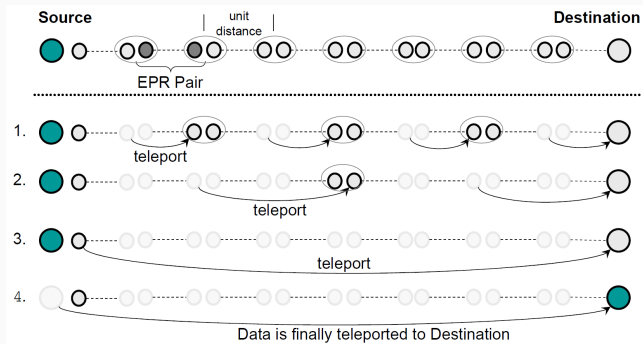 Source
unit
distance
Destination
EPR Pair
1.
teleport
2.
teleport
3.
teleport
4.
Data is finally teleported to Destination